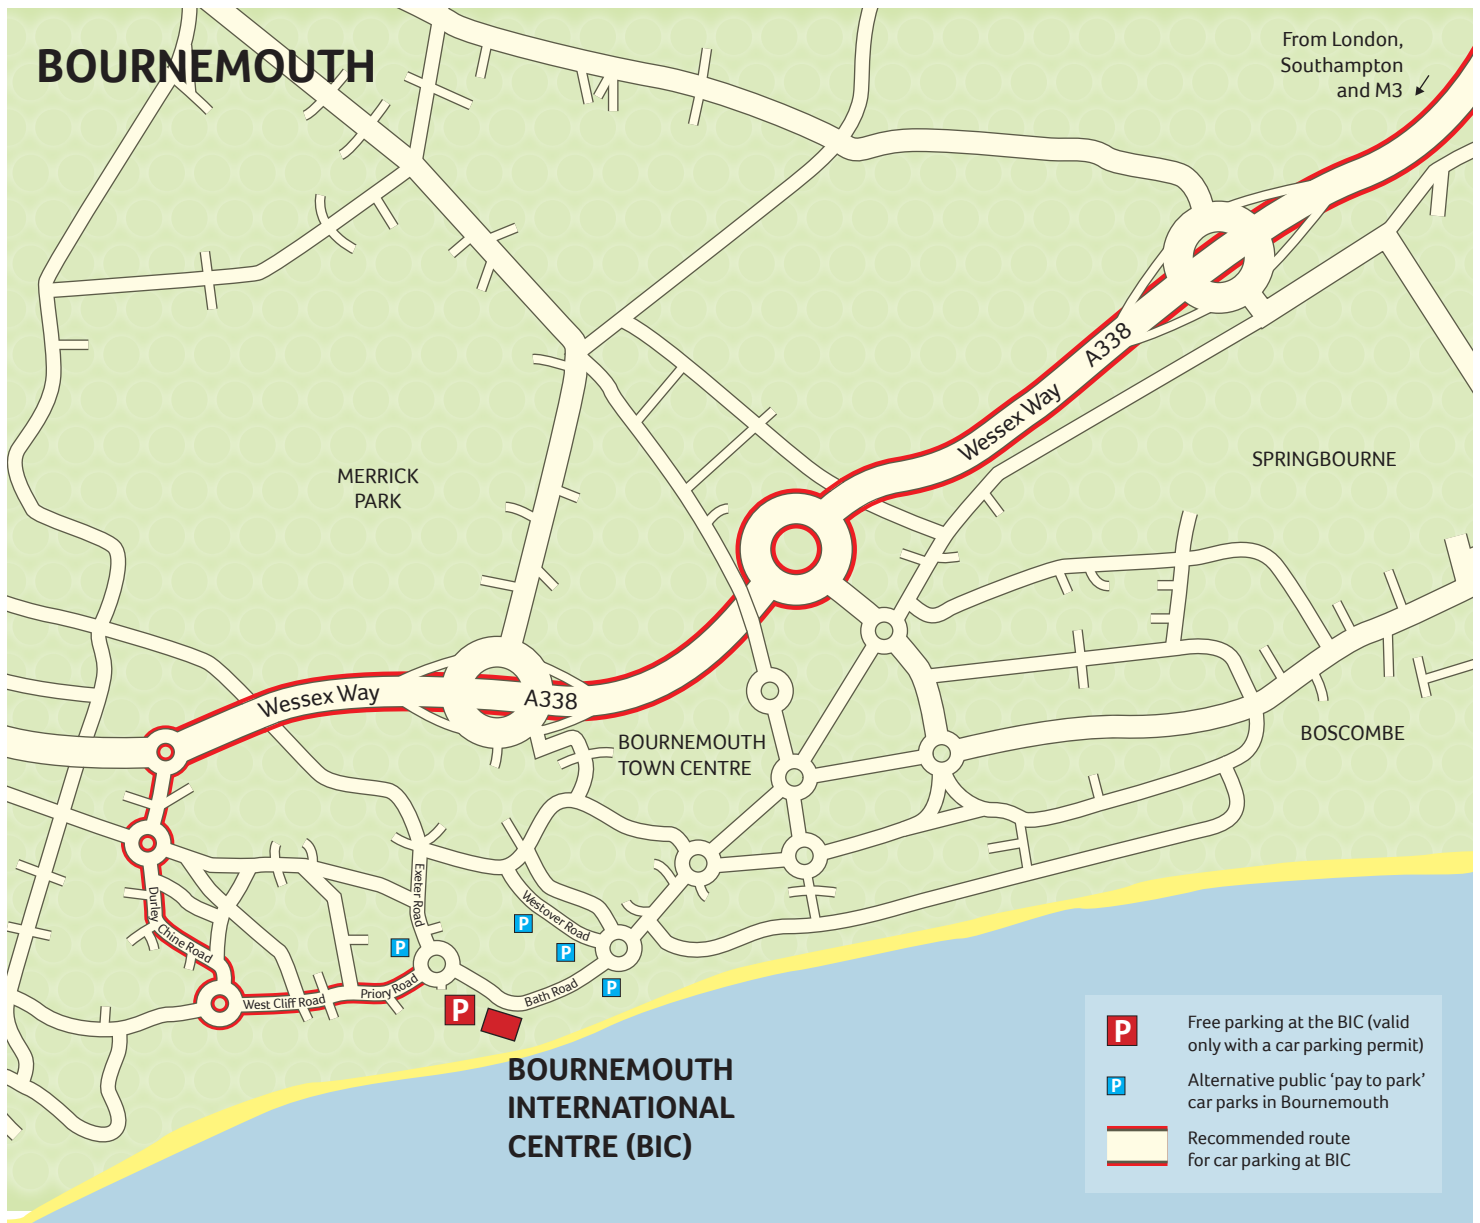 BOURNEMOUTH
From London,
Southampton
and M3
A338
Wessex Way
SPRINGBOURNE
MERRICK
PARK
Wessex Way
A338
BOURNEMOUTH
TOWN CENTRE
BOSCOMBE
Exeter Road
Westover Road
Durley
Chine Road
P
P
P
P
West Cliff Road
Priory Road
Bath Road
P
BOURNEMOUTH
INTERNATIONAL
CENTRE (BIC)
P
Free parking at the BIC (valid
only with a car parking permit)
P
Alternative public ‘pay to park’
car parks in Bournemouth
Recommended route
for car parking at BIC